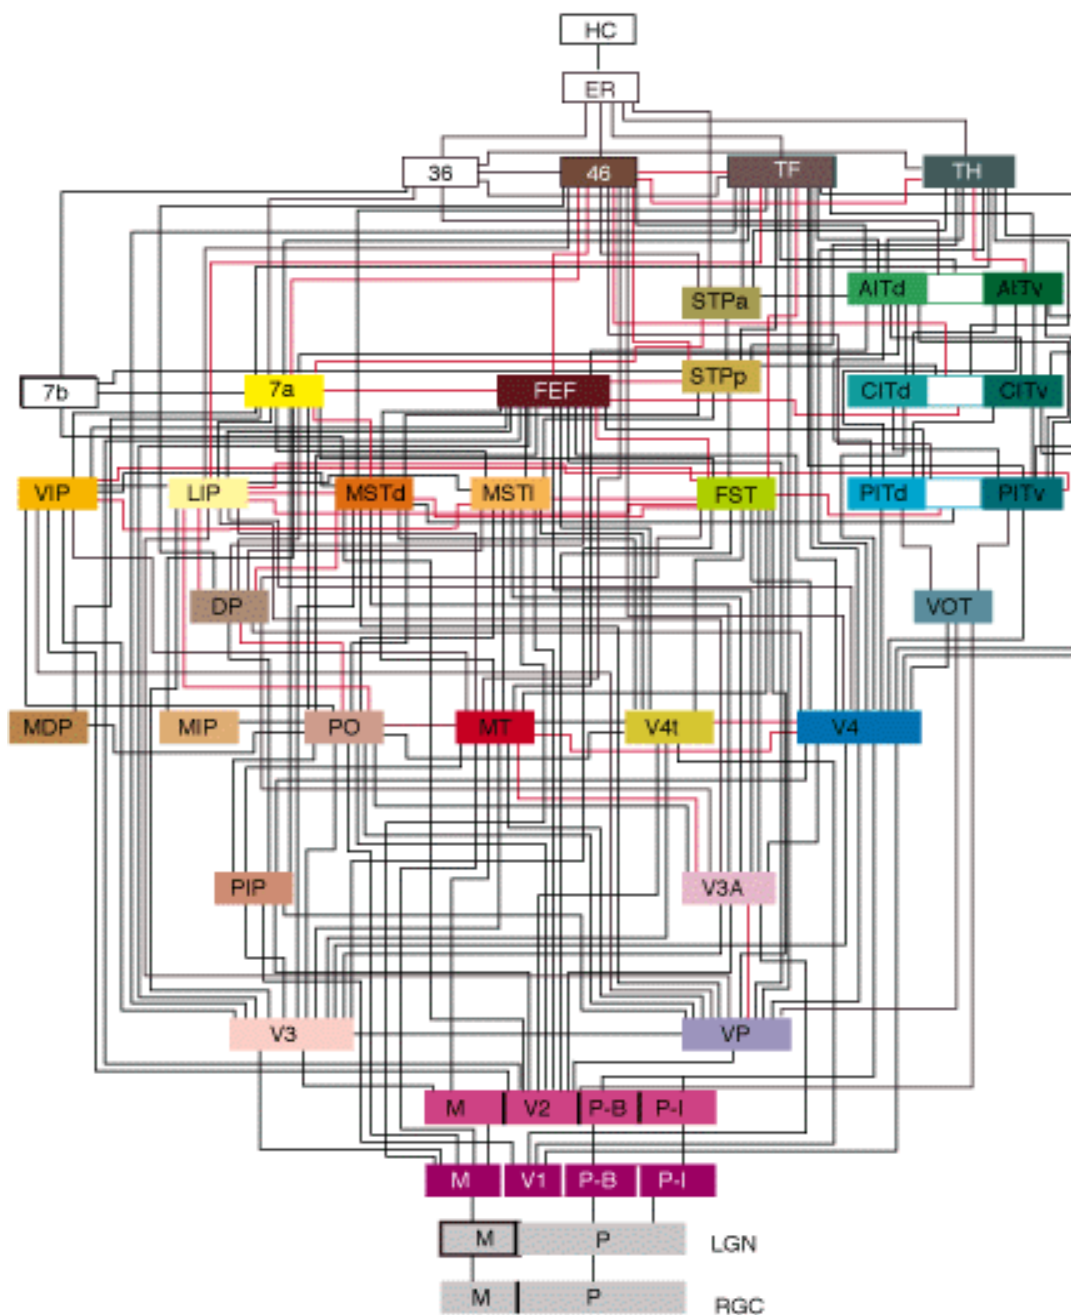 HC
ER
36 46 TF TH
STPa AITd AITv
7b 7a FEF STPp CITd CITv
VIP LIP MSTd MSTl FST PITd PITv
DP VOT
MDP MIP PO MT V4t V4
PIP V3A
V3 VP
M V2 P-B P-I
M V1 P-B P-I
M P LGN
M P RGC